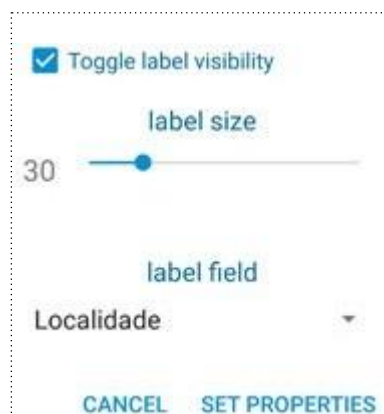 Toggle label visibility
label size
30
label field
Localidade
CANCEL SET PROPERTIES